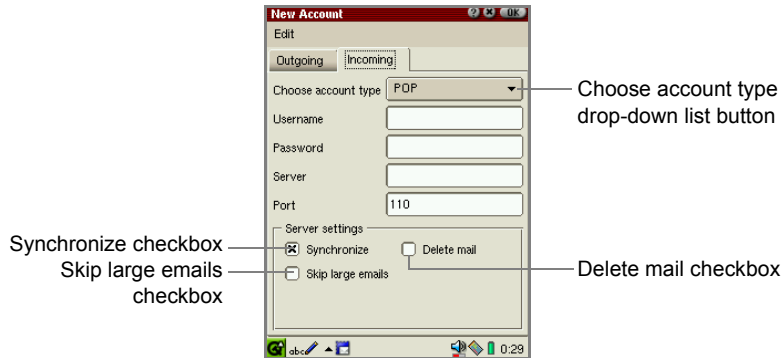 New Account ? X OK
Edit
Outgoing Incoming
Choose account type POP
Username
Password
Server
Port 110
Server settings
Synchronize Delete mail
Skip large emails
abc 0:29
Choose account type
drop-down list button
Synchronize checkbox
Skip large emails
checkbox
Delete mail checkbox